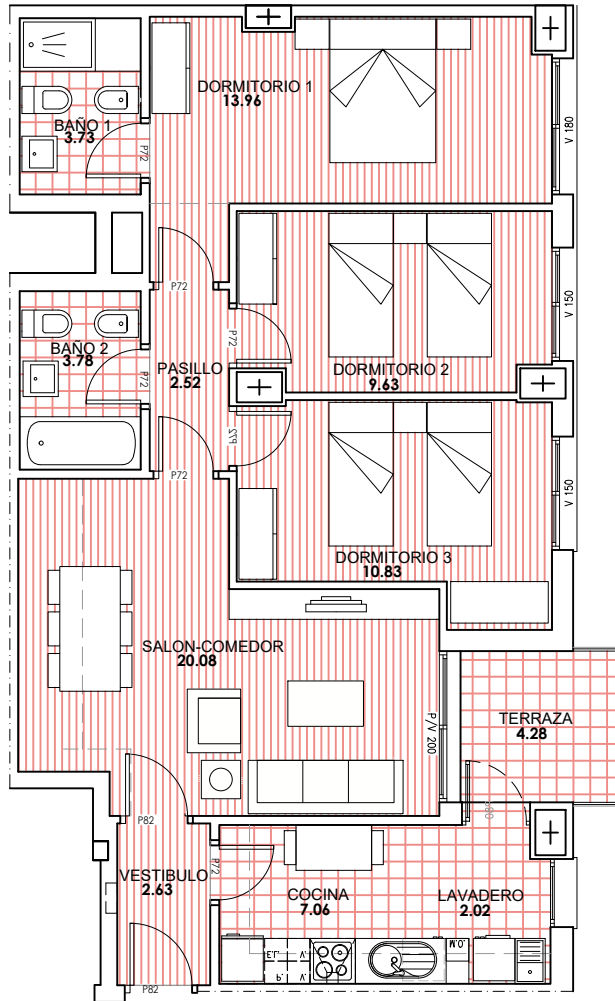 DORMITORIO 1
13.96
BAÑO 1
3.73
P72
V 180
P72
P72
V 150
BAÑO 2
3.78
P72
PASILLO
2.52
DORMITORIO 2
9.63
P72
P72
V 150
DORMITORIO 3
10.83
SALON-COMEDOR
20.08
P/V 200
TERRAZA
4.28
P82
P72
VESTIBULO
2.63
COCINA
7.06
LAVADERO
2.02
P82
O.M.